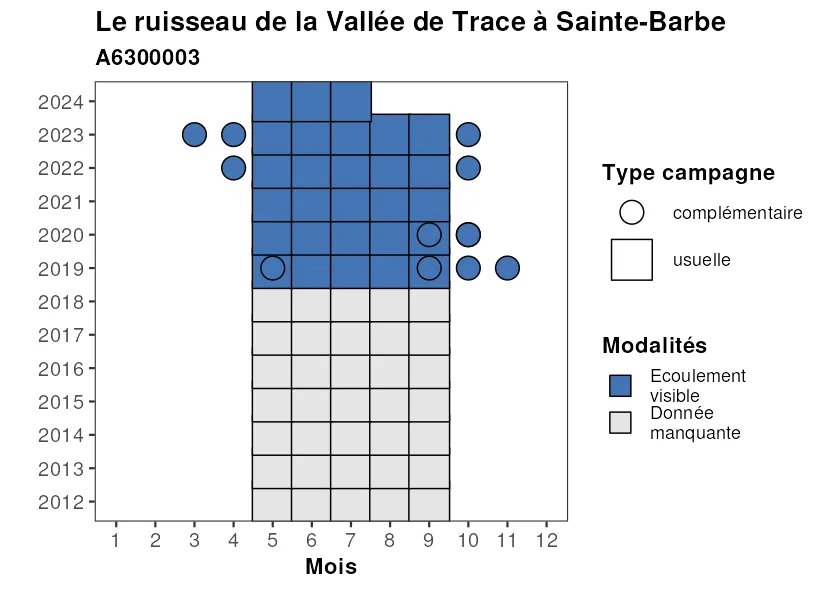 Le ruisseau de la Vallée de Trace à Sainte-Barbe
A6300003
2024
2023
2022
2021
2020
2019
2018
2017
2016
2015
2014
2013
2012
1 2 3 4 5 6 7 8 9 10 11 12
Mois
Type campagne
complémentaire
usuelle
Modalités
Ecoulement
visible
Donnée
manquante